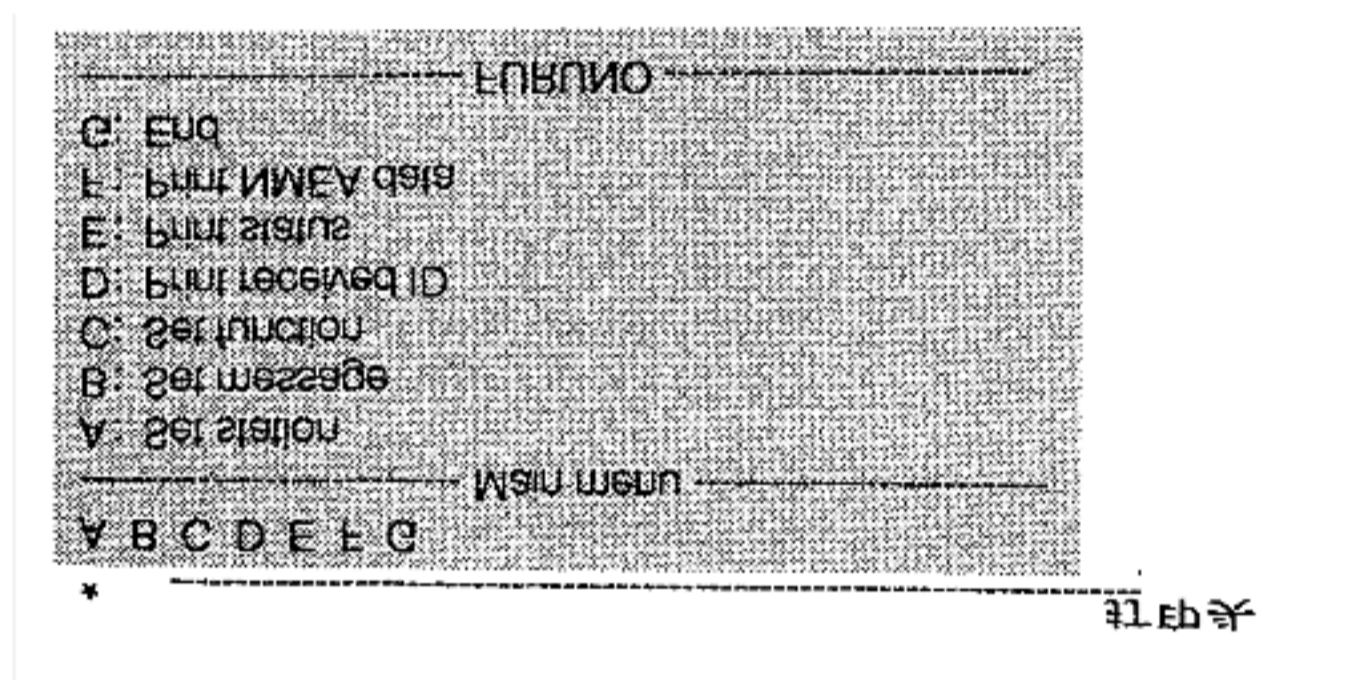 打印头
*
A B C D E F G
Main menu
A: Set station
B: Set message
C: Set function
D: Print received ID
E: Print status
F: Print NMEA data
G: End
FURUNO